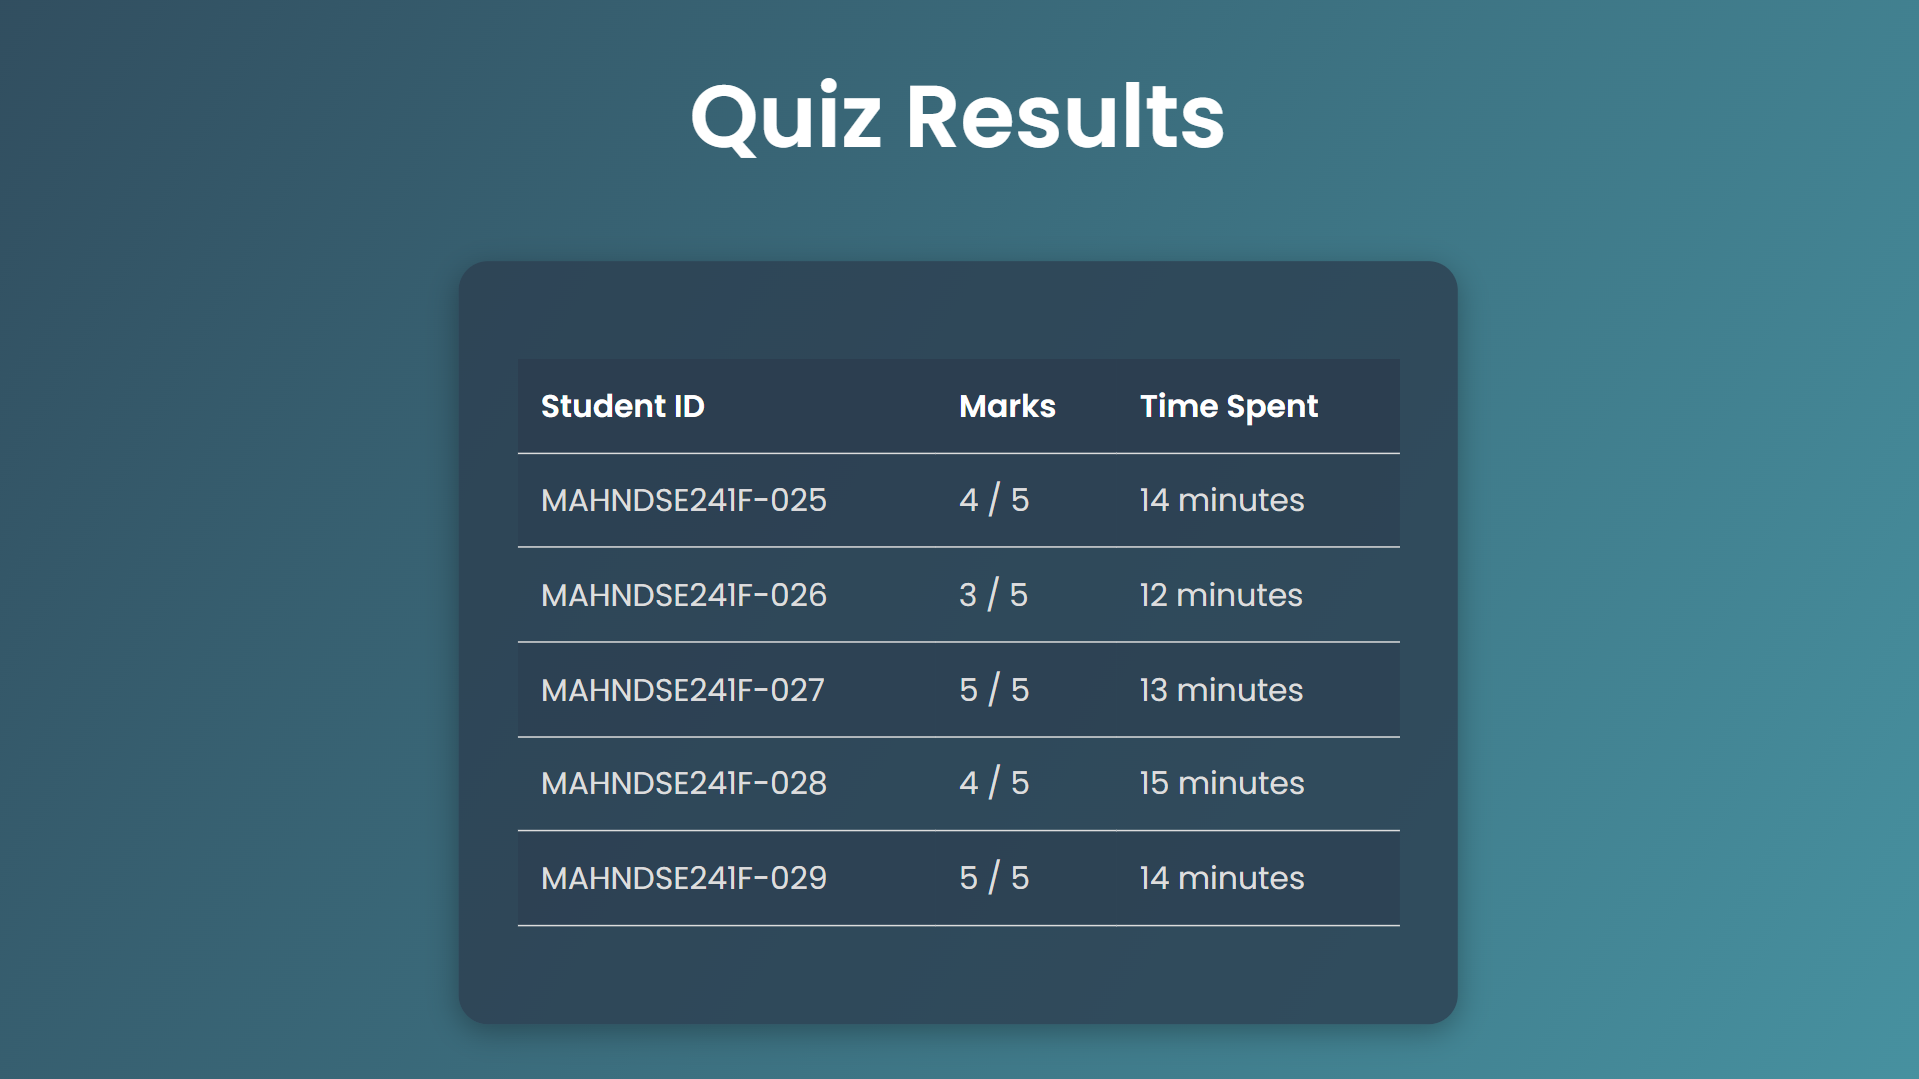 Quiz Results
Student ID Marks Time Spent
MAHNDSE241F-025 4 / 5 14 minutes
MAHNDSE241F-026 3 / 5 12 minutes
MAHNDSE241F-027 5 / 5 13 minutes
MAHNDSE241F-028 4 / 5 15 minutes
MAHNDSE241F-029 5 / 5 14 minutes